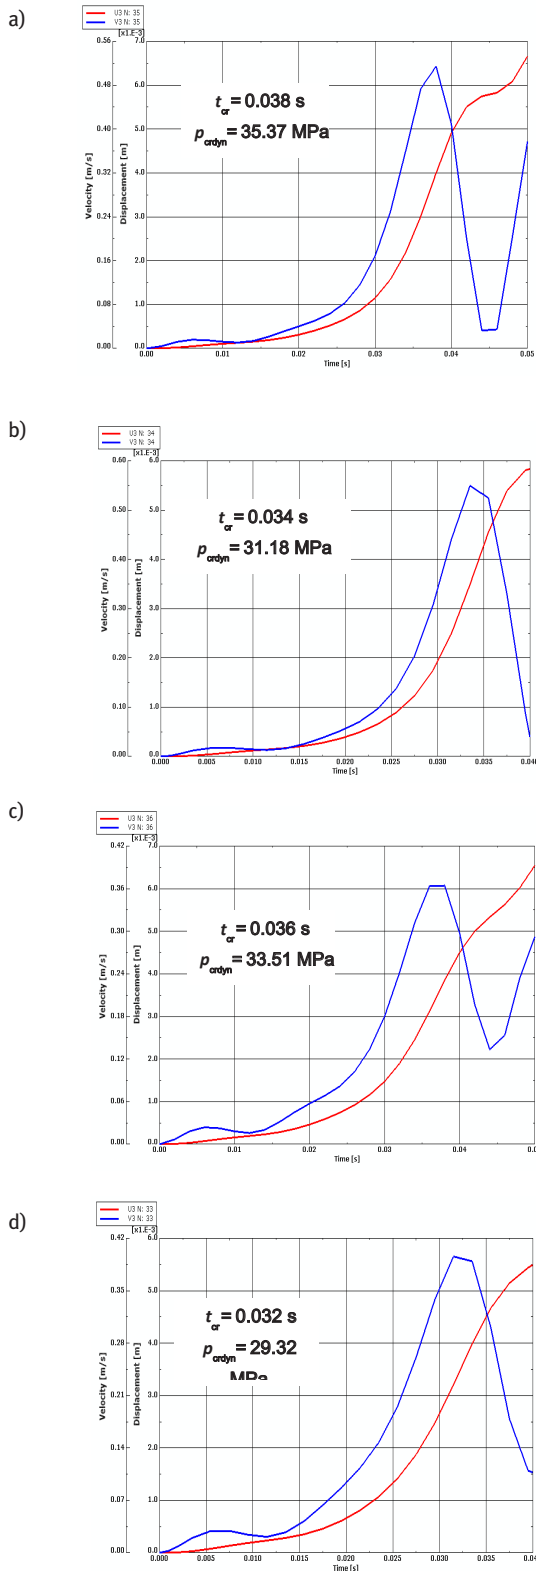 a)
U3 N: 35
V3 N: 35
[x1.E-3]
0.56 7.0
6.0
0.48
5.0
0.40
4.0
0.32
3.0
0.24
2.0
0.16
1.0
0.08
0.00 0.0
Velocity [m/s]
Displacement [m]
tcr = 0.038 s
pcrdyn = 35.37 MPa
0.00 0.01 0.02 0.03 0.04 0.05
Time [s]
b)
U3 N: 34
V3 N: 34
[x1.E-3]
0.60 6.0
0.50 5.0
0.40 4.0
0.30 3.0
0.20 2.0
0.10 1.0
0.00 0.0
Velocity [m/s]
Displacement [m]
tcr = 0.034 s
pcrdyn = 31.18 MPa
0.000 0.005 0.010 0.015 0.020 0.025 0.030 0.035 0.040
Time [s]
c)
U3 N: 36
V3 N: 36
[x1.E-3]
0.42 7.0
0.36 6.0
0.30 5.0
0.24 4.0
0.18 3.0
0.12 2.0
0.06 1.0
0.00 0.0
Velocity [m/s]
Displacement [m]
tcr = 0.036 s
pcrdyn = 33.51 MPa
0.00 0.01 0.02 0.03 0.04
Time [s]
d)
U3 N: 33
V3 N: 33
[x1.E-3]
0.42 6.0
0.35 5.0
0.28 4.0
0.21 3.0
0.14 2.0
0.07 1.0
0.00 0.0
Velocity [m/s]
Displacement [m]
tcr = 0.032 s
pcrdyn = 29.32
MPa
0.000 0.005 0.010 0.015 0.020 0.025 0.030 0.035
Time [s]